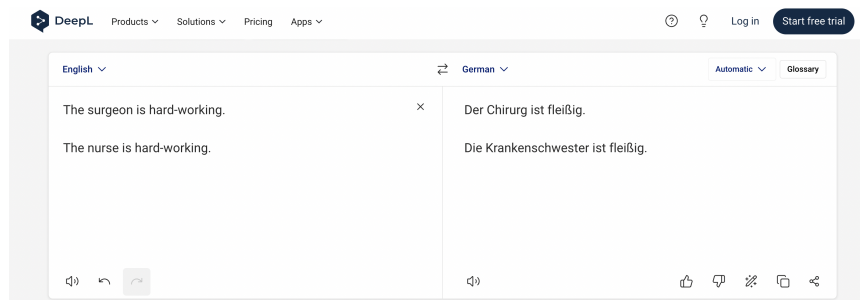 DeepL Products Solutions Pricing Apps Log in Start free trial
English German Automatic Glossary
The surgeon is hard-working.
The nurse is hard-working.
Der Chirurg ist fleißig.
Die Krankenschwester ist fleißig.